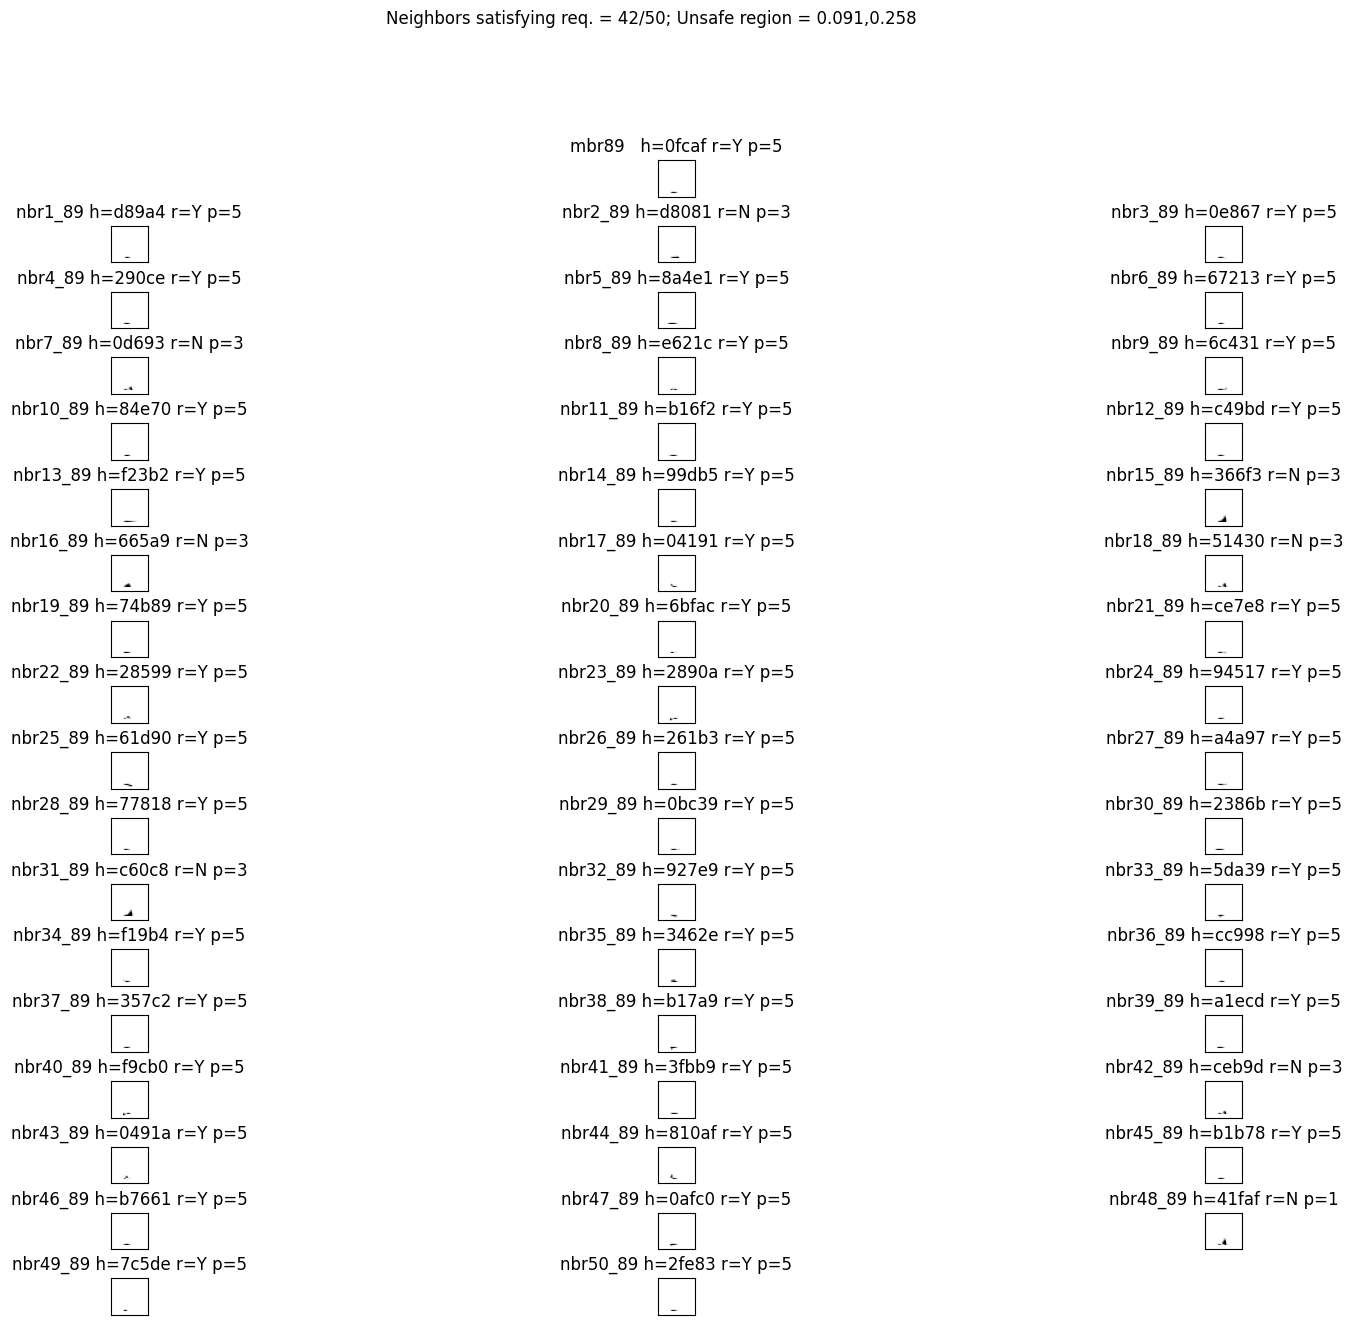 Neighbors satisfying req. = 42/50; Unsafe region = 0.091,0.258
mbr89   h=0fcaf r=Y p=5
nbr1_89 h=d89a4 r=Y p=5
nbr2_89 h=d8081 r=N p=3
nbr3_89 h=0e867 r=Y p=5
nbr4_89 h=290ce r=Y p=5
nbr5_89 h=8a4e1 r=Y p=5
nbr6_89 h=67213 r=Y p=5
nbr7_89 h=0d693 r=N p=3
nbr8_89 h=e621c r=Y p=5
nbr9_89 h=6c431 r=Y p=5
nbr10_89 h=84e70 r=Y p=5
nbr11_89 h=b16f2 r=Y p=5
nbr12_89 h=c49bd r=Y p=5
nbr13_89 h=f23b2 r=Y p=5
nbr14_89 h=99db5 r=Y p=5
nbr15_89 h=366f3 r=N p=3
nbr16_89 h=665a9 r=N p=3
nbr17_89 h=04191 r=Y p=5
nbr18_89 h=51430 r=N p=3
nbr19_89 h=74b89 r=Y p=5
nbr20_89 h=6bfac r=Y p=5
nbr21_89 h=ce7e8 r=Y p=5
nbr22_89 h=28599 r=Y p=5
nbr23_89 h=2890a r=Y p=5
nbr24_89 h=94517 r=Y p=5
nbr25_89 h=61d90 r=Y p=5
nbr26_89 h=261b3 r=Y p=5
nbr27_89 h=a4a97 r=Y p=5
nbr28_89 h=77818 r=Y p=5
nbr29_89 h=0bc39 r=Y p=5
nbr30_89 h=2386b r=Y p=5
nbr31_89 h=c60c8 r=N p=3
nbr32_89 h=927e9 r=Y p=5
nbr33_89 h=5da39 r=Y p=5
nbr34_89 h=f19b4 r=Y p=5
nbr35_89 h=3462e r=Y p=5
nbr36_89 h=cc998 r=Y p=5
nbr37_89 h=357c2 r=Y p=5
nbr38_89 h=b17a9 r=Y p=5
nbr39_89 h=a1ecd r=Y p=5
nbr40_89 h=f9cb0 r=Y p=5
nbr41_89 h=3fbb9 r=Y p=5
nbr42_89 h=ceb9d r=N p=3
nbr43_89 h=0491a r=Y p=5
nbr44_89 h=810af r=Y p=5
nbr45_89 h=b1b78 r=Y p=5
nbr46_89 h=b7661 r=Y p=5
nbr47_89 h=0afc0 r=Y p=5
nbr48_89 h=41faf r=N p=1
nbr49_89 h=7c5de r=Y p=5
nbr50_89 h=2fe83 r=Y p=5